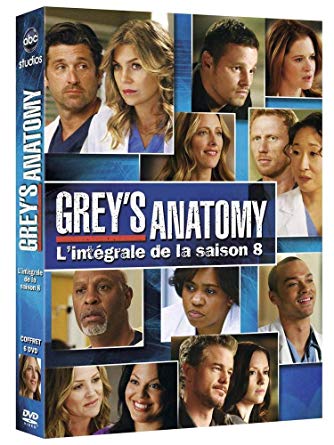 abc
studios
GREY'S ANATOMY
L'intégrale
de la
saison 8
COFFRET
6 DVD
DVD
VIDEO
GREY'S ANATOMY
L'intégrale de la saison 8